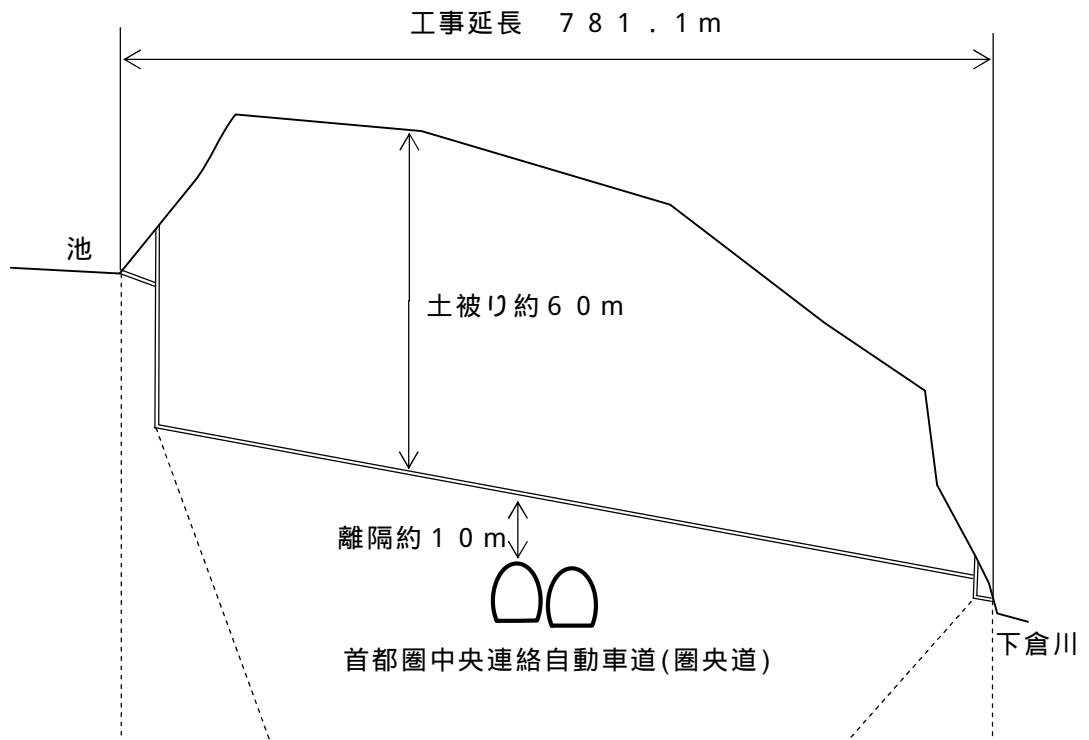 工事延長　７８１．１ｍ
池
土被り約６０ｍ
離隔約１０ｍ
首都圏中央連絡自動車道(圏央道)
下倉川